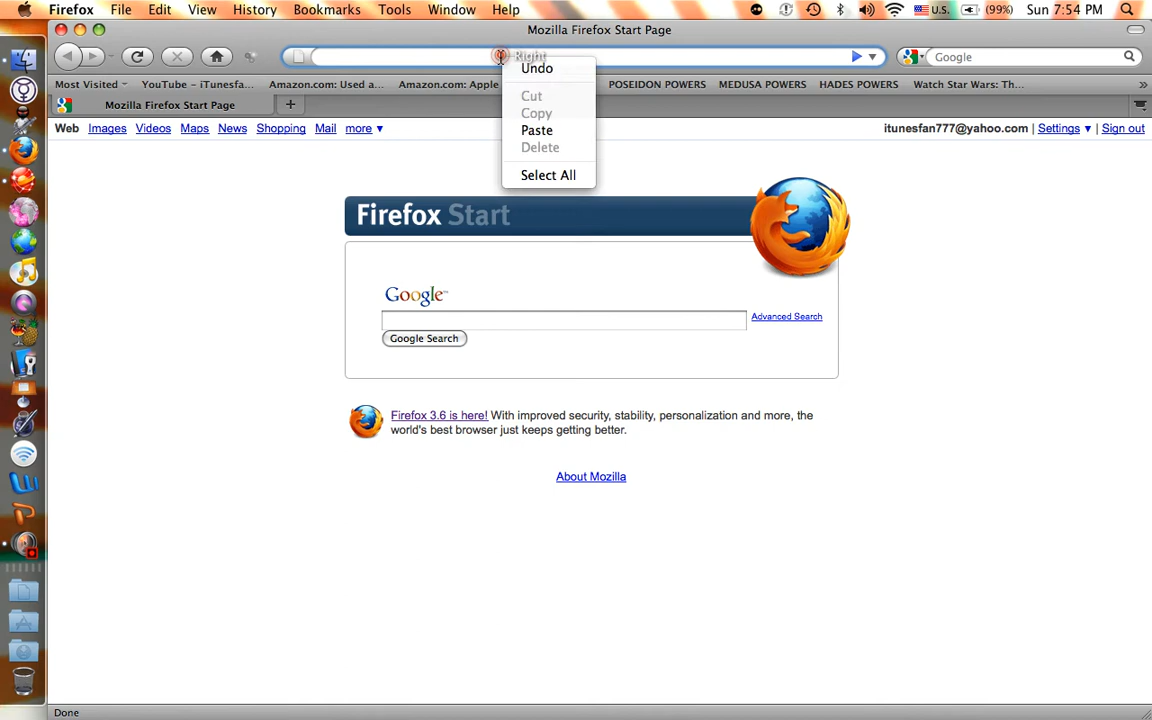 Firefox File Edit View History Bookmarks Tools Window Help U.S. (99%) Sun 7:54 PM
Mozilla Firefox Start Page
Right
Google
Most Visited YouTube - iTunesfa... Amazon.com: Used a... Amazon.com: Apple POSEIDON POWERS MEDUSA POWERS HADES POWERS Watch Star Wars: Th... »
Mozilla Firefox Start Page +
Undo
Cut
Copy
Paste
Delete
Select All
Web Images Videos Maps News Shopping Mail more ▼ itunesfan777@yahoo.com | Settings ▼ | Sign out
Firefox Start
Google™
Advanced Search
Google Search
Firefox 3.6 is here! With improved security, stability, personalization and more, the
world's best browser just keeps getting better.
About Mozilla
Done